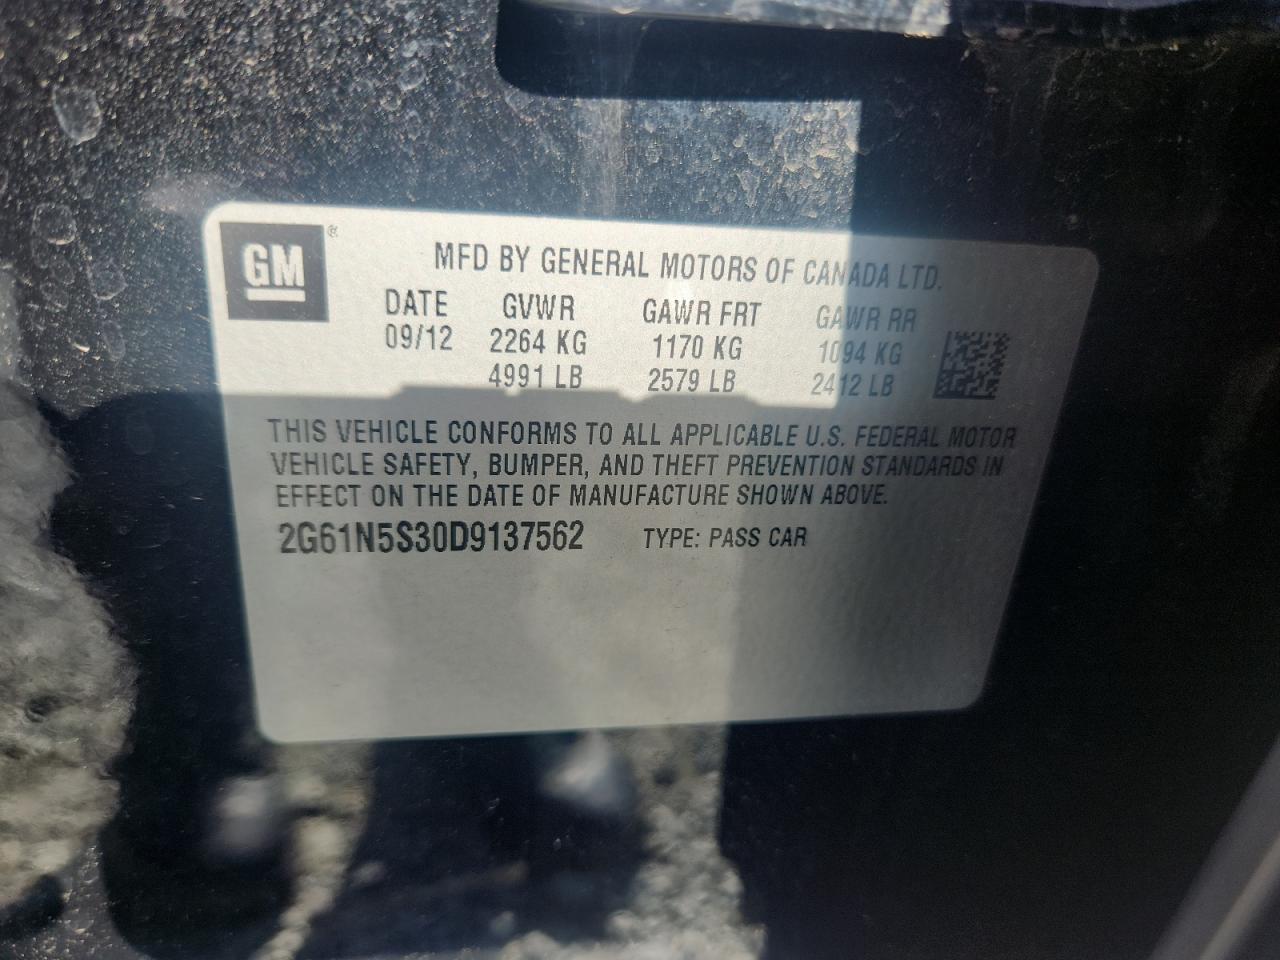 GM ®
MFD BY GENERAL MOTORS OF CANADA LTD.
DATE GVWR GAWR FRT GAWR RR
09/12 2264 KG 1170 KG 1094 KG
4991 LB 2579 LB 2412 LB
THIS VEHICLE CONFORMS TO ALL APPLICABLE U.S. FEDERAL MOTOR
VEHICLE SAFETY, BUMPER, AND THEFT PREVENTION STANDARDS IN
EFFECT ON THE DATE OF MANUFACTURE SHOWN ABOVE.
2G61N5S30D9137562 TYPE: PASS CAR